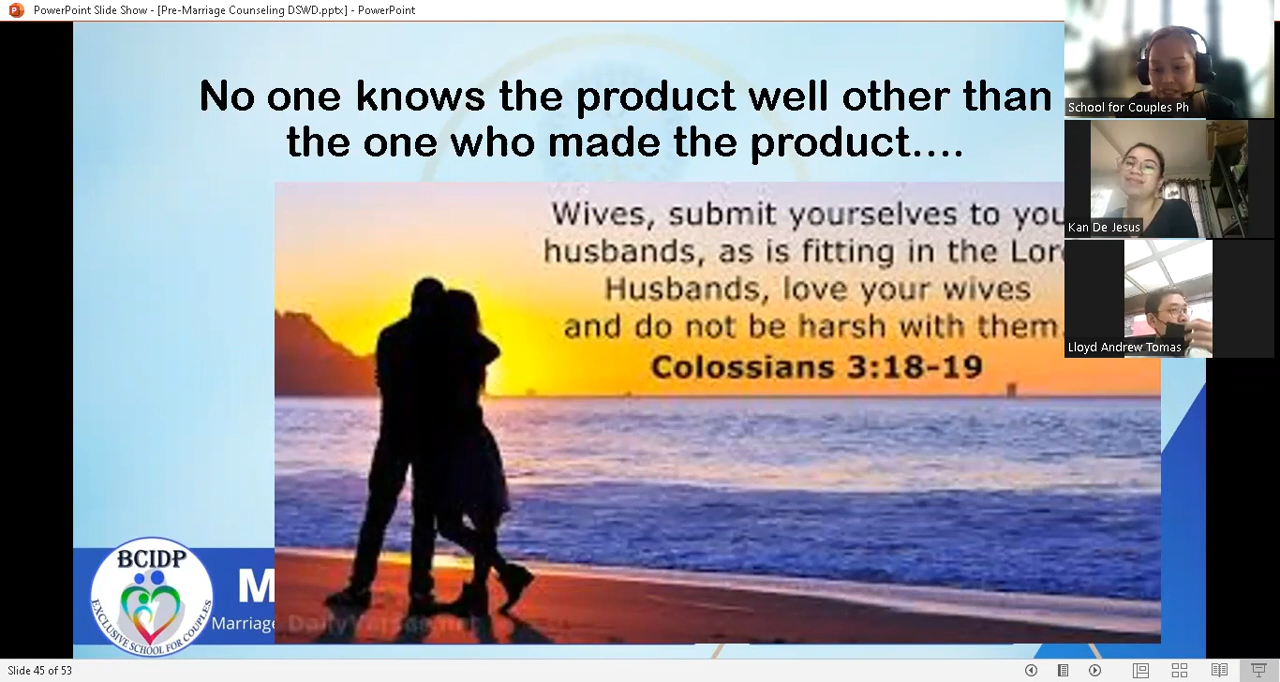 PowerPoint Slide Show - [Pre-Marriage Counseling DSWD.pptx] - PowerPoint
No one knows the product well other than
the one who made the product....
Wives, submit yourselves to you
husbands, as is fitting in the Lor
Husbands, love your wives
and do not be harsh with them.
Colossians 3:18-19
School for Couples Ph
Kan De Jesus
Lloyd Andrew Tomas
BCIDP
EXCLUSIVE SCHOOL FOR COUPLES
M
Marriage
DailyVerses.net
Slide 45 of 53